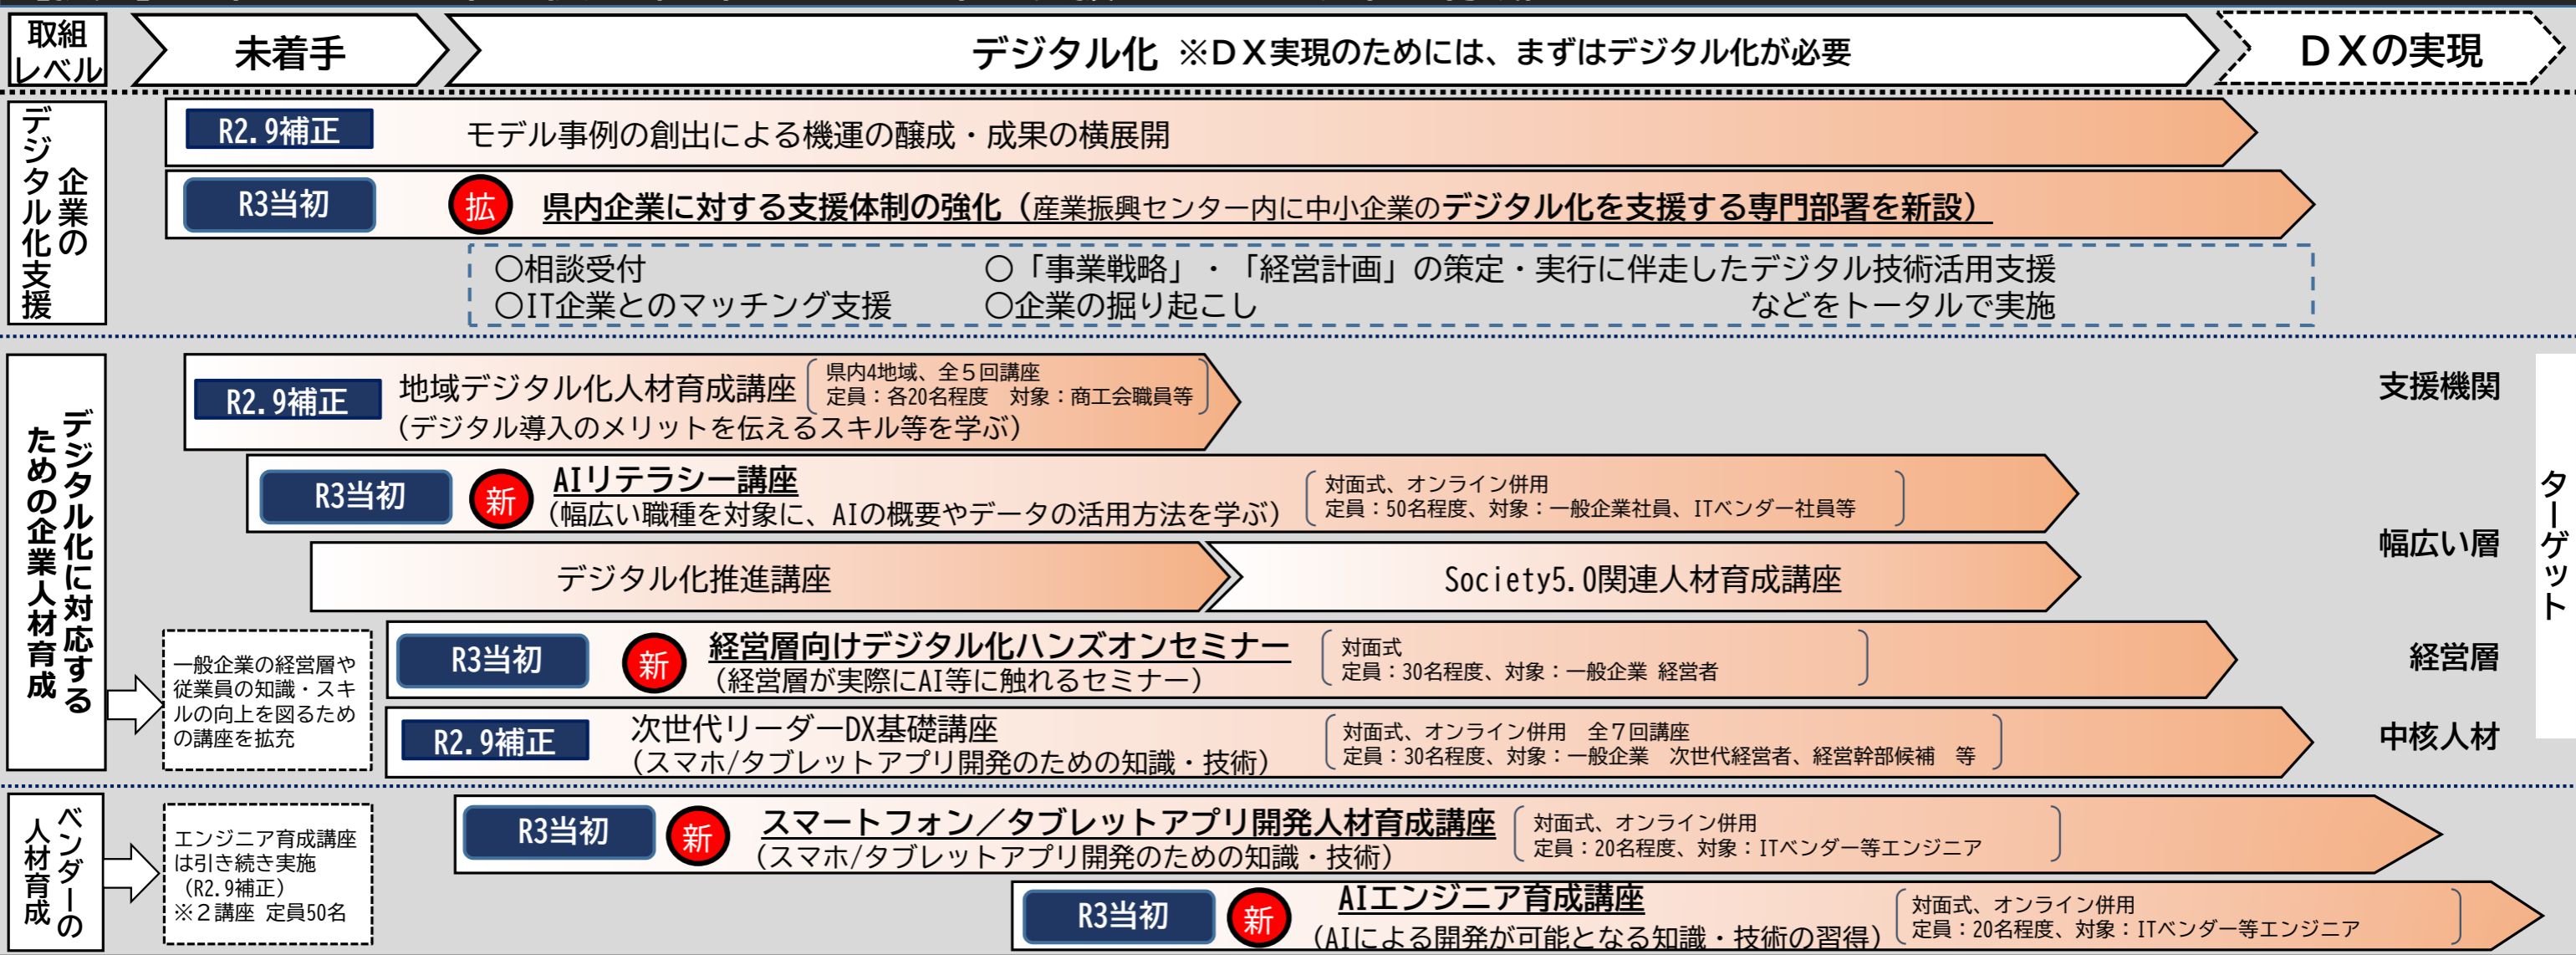 取組
レベル
未着手
デジタル化 ※ＤＸ実現のためには、まずはデジタル化が必要
ＤＸの実現
企業の
デジタル化支援
R2.9補正
モデル事例の創出による機運の醸成・成果の横展開
R3当初
拡
県内企業に対する支援体制の強化（産業振興センター内に中小企業のデジタル化を支援する専門部署を新設）
○相談受付
○「事業戦略」・「経営計画」の策定・実行に伴走したデジタル技術活用支援
○IT企業とのマッチング支援
○企業の掘り起こし
などをトータルで実施
デジタル化に対応する
ための企業人材育成
R2.9補正
地域デジタル化人材育成講座
県内4地域、全５回講座
定員：各20名程度　対象：商工会職員等
（デジタル導入のメリットを伝えるスキル等を学ぶ）
支援機関
ターゲット
R3当初
新
AIリテラシー講座
（幅広い職種を対象に、AIの概要やデータの活用方法を学ぶ）
対面式、オンライン併用
定員：50名程度、対象：一般企業社員、ITベンダー社員等
幅広い層
デジタル化推進講座
Society5.0関連人材育成講座
一般企業の経営層や
従業員の知識・スキ
ルの向上を図るため
の講座を拡充
R3当初
新
経営層向けデジタル化ハンズオンセミナー
（経営層が実際にAI等に触れるセミナー）
対面式
定員：30名程度、対象：一般企業 経営者
経営層
R2.9補正
次世代リーダーDX基礎講座
（スマホ/タブレットアプリ開発のための知識・技術）
対面式、オンライン併用　全７回講座
定員：30名程度、対象：一般企業　次世代経営者、経営幹部候補　等
中核人材
ベンダーの
人材育成
エンジニア育成講座
は引き続き実施
（R2.9補正）
※２講座 定員50名
R3当初
新
スマートフォン／タブレットアプリ開発人材育成講座
（スマホ/タブレットアプリ開発のための知識・技術）
対面式、オンライン併用
定員：20名程度、対象：ITベンダー等エンジニア
R3当初
新
AIエンジニア育成講座
（AIによる開発が可能となる知識・技術の習得）
対面式、オンライン併用
定員：20名程度、対象：ITベンダー等エンジニア